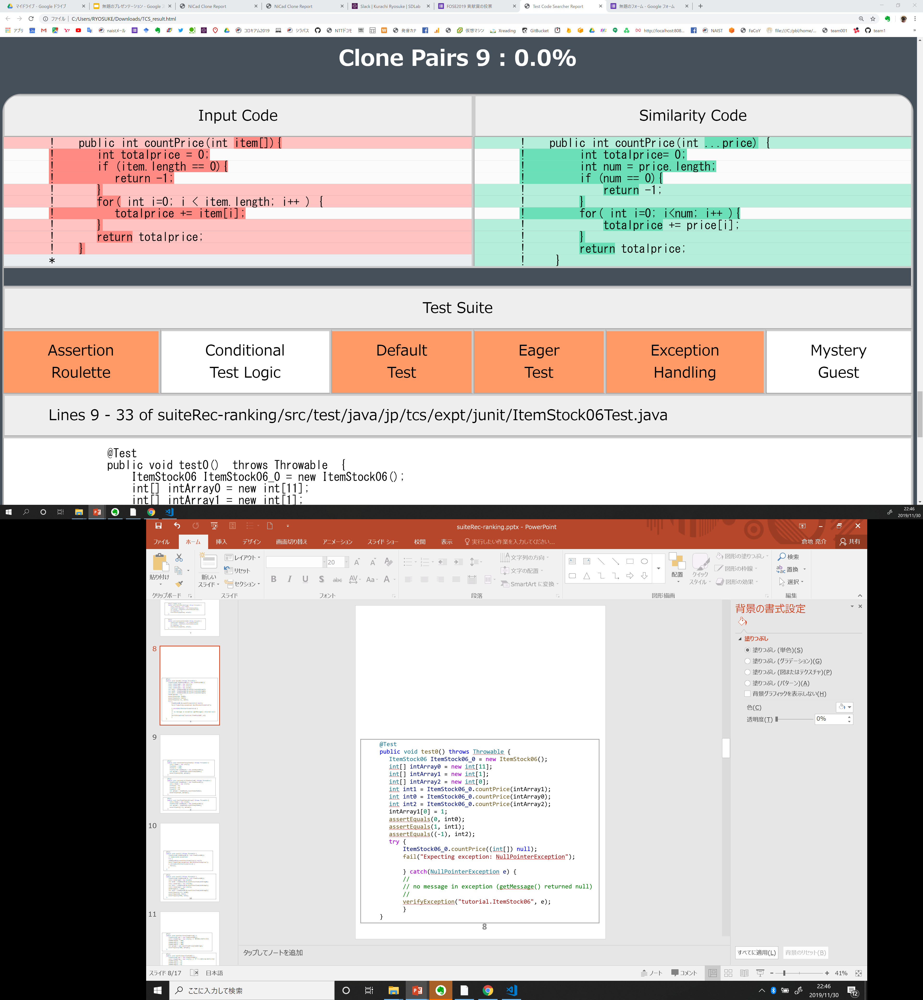 マイドライブ - Google ドライブ
無題のプレゼンテーション - Google ス
NiCad Clone Report
NiCad Clone Report
Slack | Kurachi Ryosuke | SDLab
FOSE2019 貢献賞の投票
Test Code Searcher Report
無題のフォーム - Google フォーム
ファイル | C:/Users/RYOSUKE/Downloads/TCS_result.html
アプリ
naistメール
コロキアム2019
シラバス
NTTドコモ
発音カナ
仮想マシン
Xreading
GitBucket
http://localhost:808...
NAIST
FaCoY
file:///C:/pbl/home/...
team001
team1
Clone Pairs 9 : 0.0%
Input Code
! public int countPrice(int item[]){
! int totalprice = 0;
! if (item.length == 0){
! return -1;
! }
! for( int i=0; i < item.length; i++ ) {
! totalprice += item[i];
! }
! return totalprice;
! }
*
Similarity Code
! public int countPrice(int ...price) {
! int totalprice= 0;
! int num = price.length;
! if (num == 0){
! return -1;
! }
! for( int i=0; i<num; i++ ){
! totalprice += price[i];
! }
! return totalprice;
! }
Test Suite
Assertion Roulette
Conditional Test Logic
Default Test
Eager Test
Exception Handling
Mystery Guest
Lines 9 - 33 of suiteRec-ranking/src/test/java/jp/tcs/expt/junit/ItemStock06Test.java
@Test
public void test0() throws Throwable {
ItemStock06 ItemStock06_0 = new ItemStock06();
int[] intArray0 = new int[11];
int[] intArray1 = new int[1];
22:46
2019/11/30
suiteRec-ranking.pptx - PowerPoint
ファイル ホーム 挿入 デザイン 画面切り替え アニメーション スライド ショー 校閲 表示 実行したい作業を入力してください... 倉地 亮介 共有
貼り付け
クリップボード
新しい
スライド
レイアウト
リセット
セクション
スライド
20
B I U S abc AV Aa A
フォント
文字列の方向
文字の配置
SmartArt に変換
段落
配置
クイック
スタイル
図形の塗りつぶし
図形の枠線
図形の効果
図形描画
検索
置換
選択
編集
8
9
10
11
@Test
public void test0() throws Throwable {
ItemStock06 ItemStock06_0 = new ItemStock06();
int[] intArray0 = new int[11];
int[] intArray1 = new int[1];
int[] intArray2 = new int[0];
int int1 = ItemStock06_0.countPrice(intArray1);
int int0 = ItemStock06_0.countPrice(intArray0);
int int2 = ItemStock06_0.countPrice(intArray2);
intArray1[0] = 1;
assertEquals(0, int0);
assertEquals(1, int1);
assertEquals((-1), int2);
try {
ItemStock06_0.countPrice((int[]) null);
fail("Expecting exception: NullPointerException");
} catch(NullPointerException e) {
//
// no message in exception (getMessage() returned null)
//
verifyException("tutorial.ItemStock06", e);
}
}
8
タップしてノートを追加
背景の書式設定
塗りつぶし
塗りつぶし (単色)(S)
塗りつぶし (グラデーション)(G)
塗りつぶし (図またはテクスチャ)(P)
塗りつぶし (パターン)(A)
背景グラフィックを表示しない(H)
色(C)
透明度(T) 0%
すべてに適用(L) 背景のリセット(B)
スライド 8/17 日本語 ノート コメント 41%
ここに入力して検索
22:46
2019/11/30
12